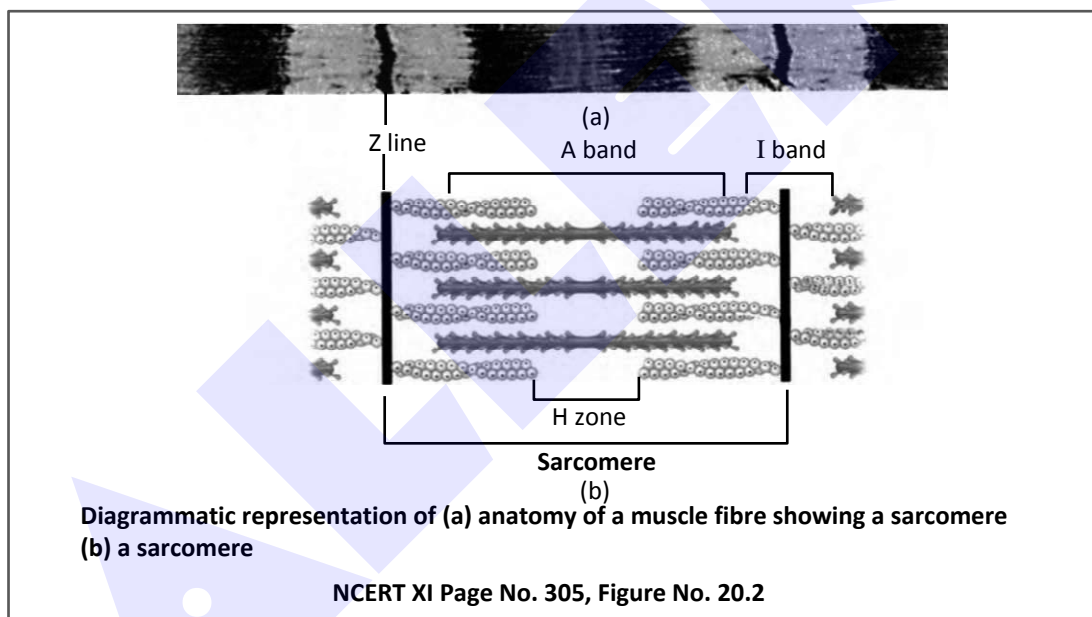 (a)
Z line
A band
I band
H zone
Sarcomere
(b)
Diagrammatic representation of (a) anatomy of a muscle fibre showing a sarcomere
(b) a sarcomere
NCERT XI Page No. 305, Figure No. 20.2